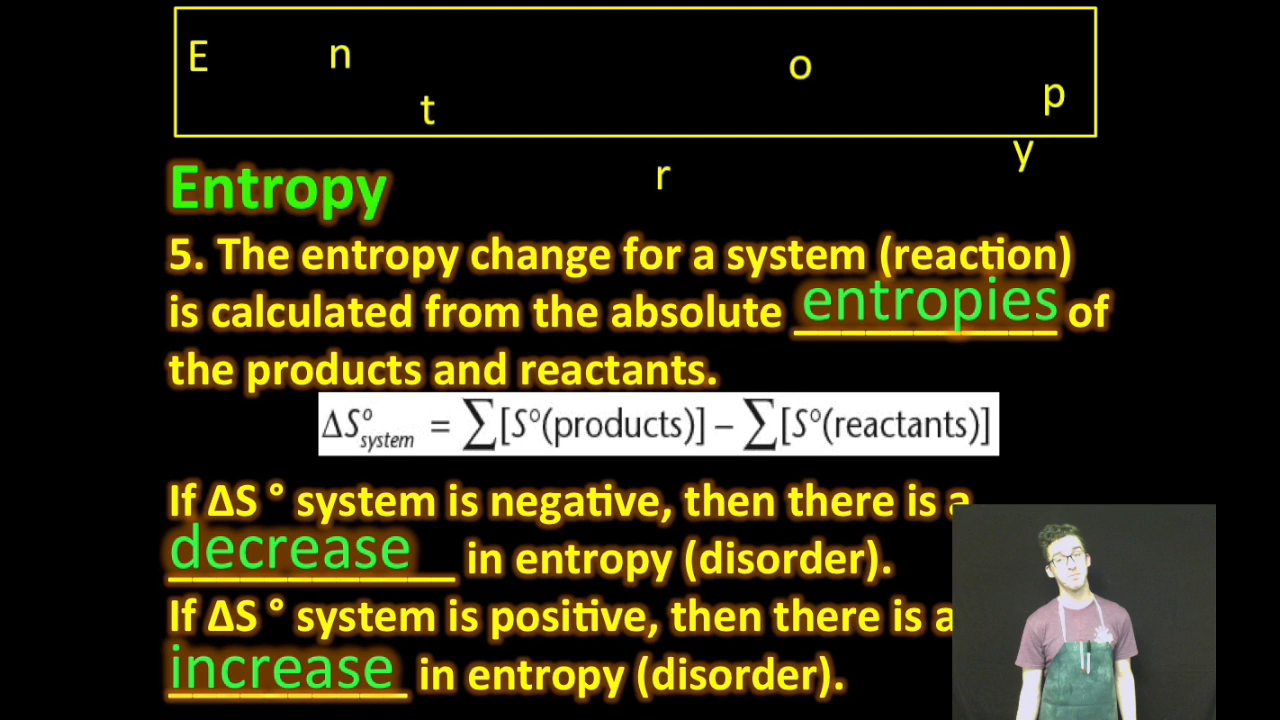 E n t r o p y
Entropy
5. The entropy change for a system (reaction)
is calculated from the absolute entropies of
the products and reactants.
ΔS°system = ∑[S°(products)] – ∑[S°(reactants)]
If ΔS ° system is negative, then there is a
decrease in entropy (disorder).
If ΔS ° system is positive, then there is a
increase in entropy (disorder).